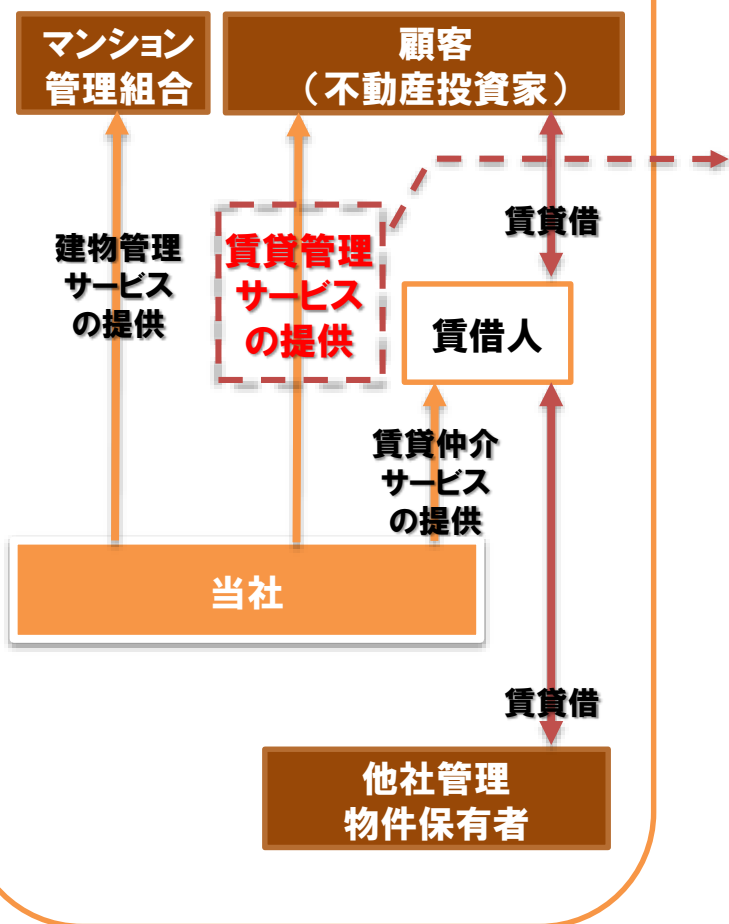 マンション
管理組合
顧客
（不動産投資家）
建物管理
サービス
の提供
賃貸管理
サービス
の提供
賃貸借
賃借人
賃貸仲介
サービス
の提供
当社
賃貸借
他社管理
物件保有者